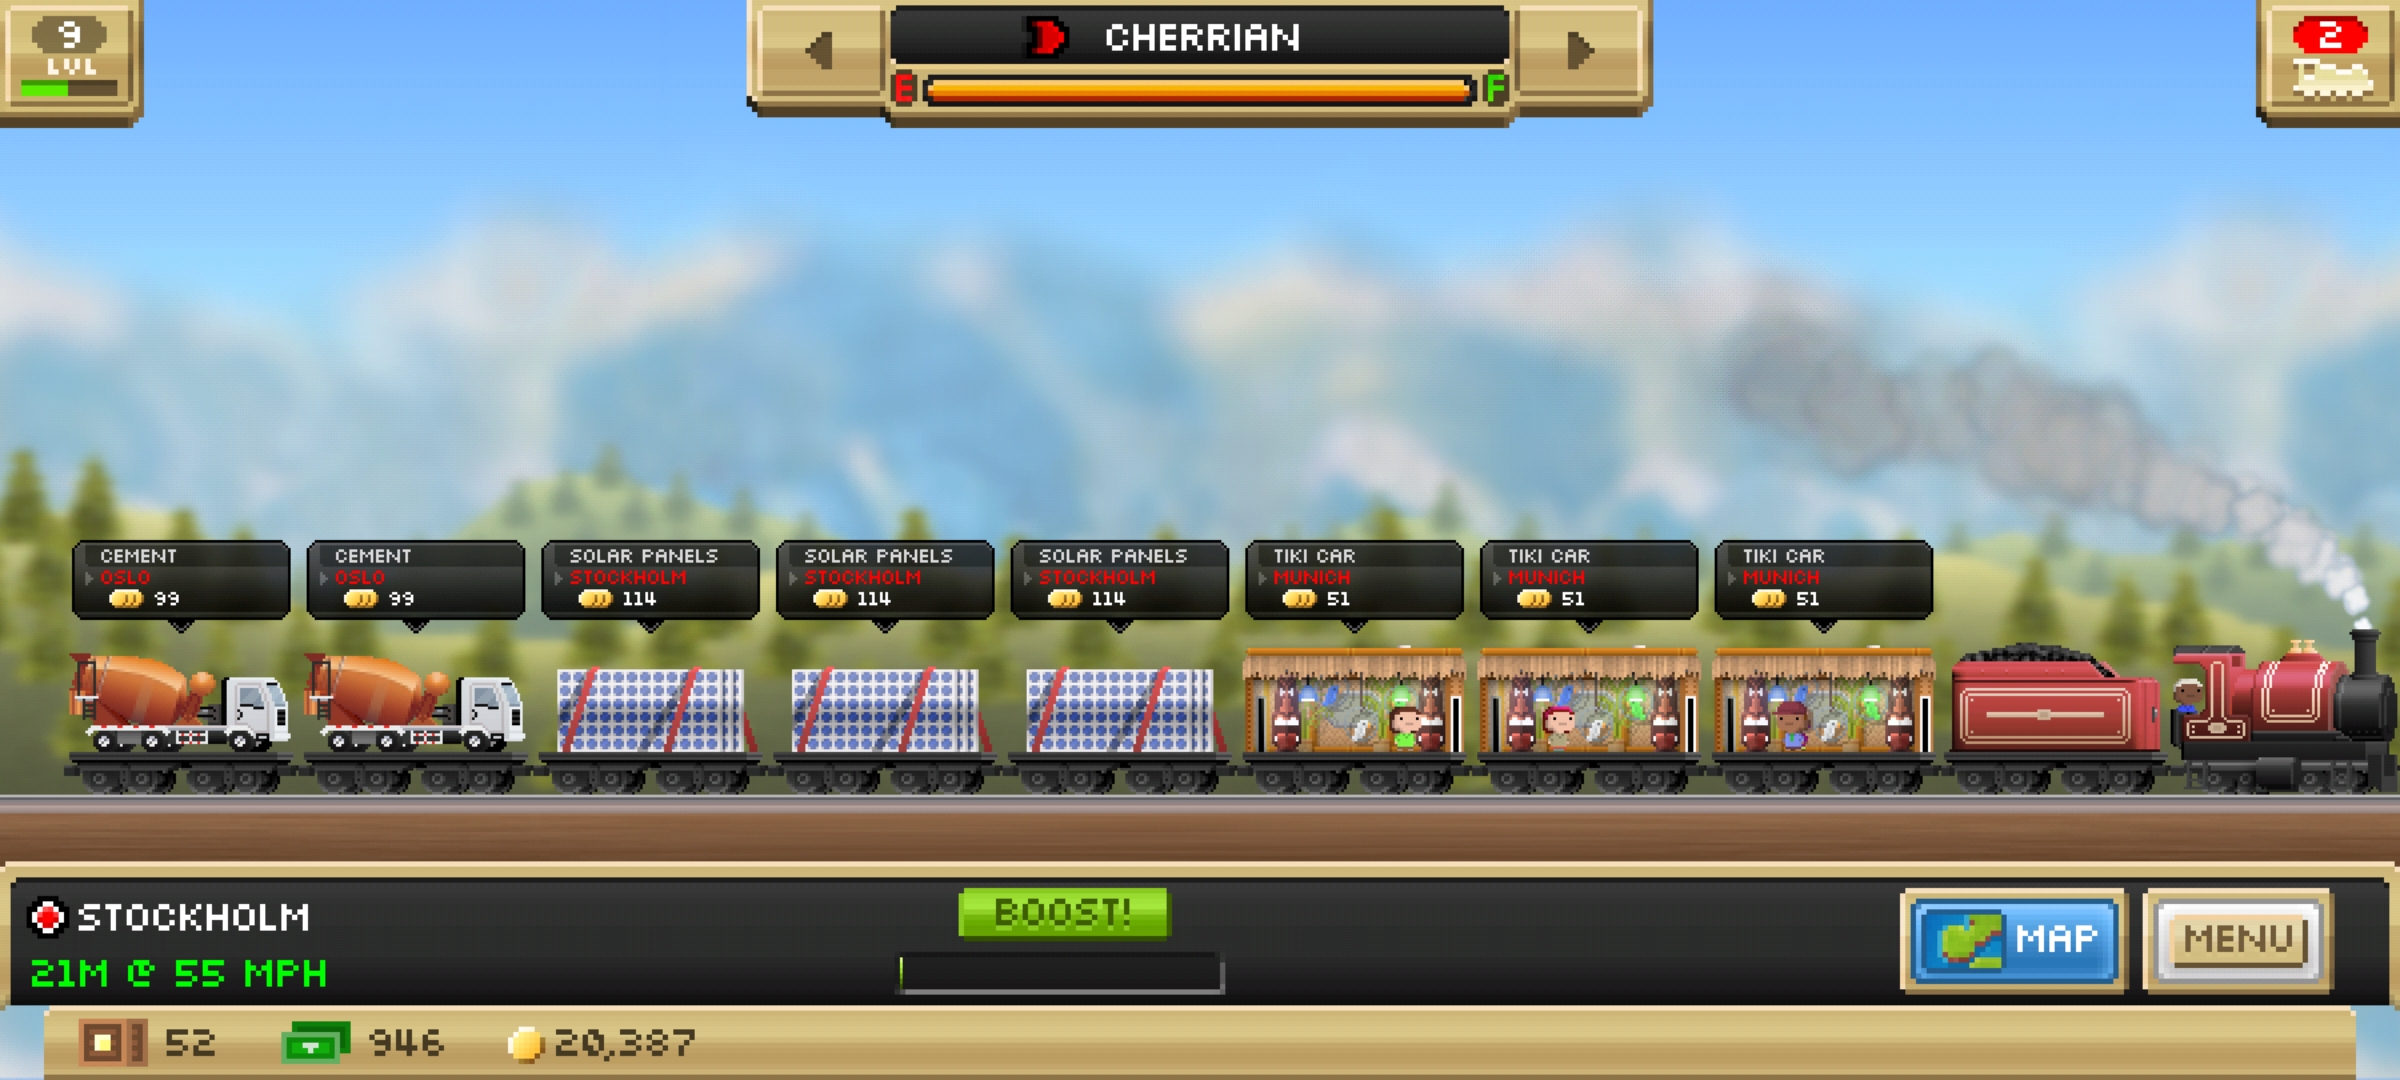 9
LVL
CHERRIAN
E F
2
CEMENT
OSLO
99
CEMENT
OSLO
99
SOLAR PANELS
STOCKHOLM
114
SOLAR PANELS
STOCKHOLM
114
SOLAR PANELS
STOCKHOLM
114
TIKI CAR
MUNICH
51
TIKI CAR
MUNICH
51
TIKI CAR
MUNICH
51
STOCKHOLM
21M @ 55 MPH
BOOST!
MAP
MENU
52
946
20,387